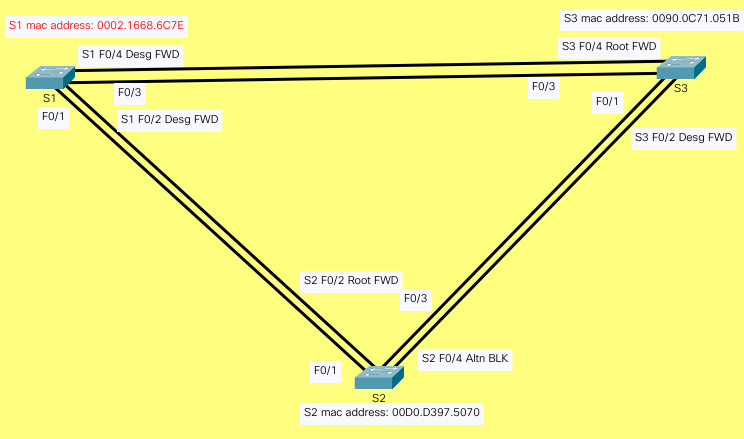 S3 mac address: 0090.0C71.051B
S1 mac address: 0002.1668.6C7E
S1 F0/4 Desg FWD
S3 F0/4 Root FWD
S1
F0/3
F0/3
S3
F0/1
F0/1
S1 F0/2 Desg FWD
S3 F0/2 Desg FWD
S2 F0/2 Root FWD
F0/3
S2 F0/4 Altn BLK
F0/1
S2
S2 mac address: 00D0.D397.5070